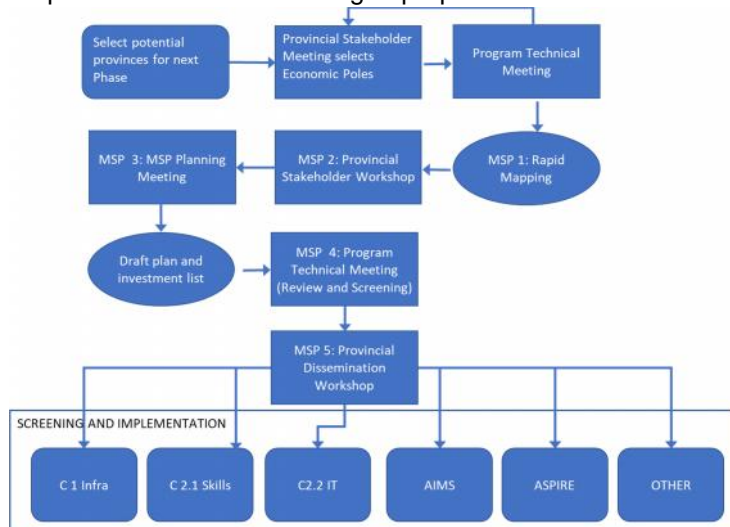 Select potential
provinces for next
Phase
Provincial Stakeholder
Meeting selects
Economic Poles
Program Technical
Meeting
MSP 3: MSP Planning
Meeting
MSP 2: Provincial
Stakeholder Workshop
MSP 1: Rapid
Mapping
Draft plan and
investment list
MSP 4: Program
Technical Meeting
(Review and Screening)
MSP 5: Provincial
Dissemination
Workshop
SCREENING AND IMPLEMENTATION
C 1 Infra
C 2.1 Skills
C2.2 IT
AIMS
ASPIRE
OTHER